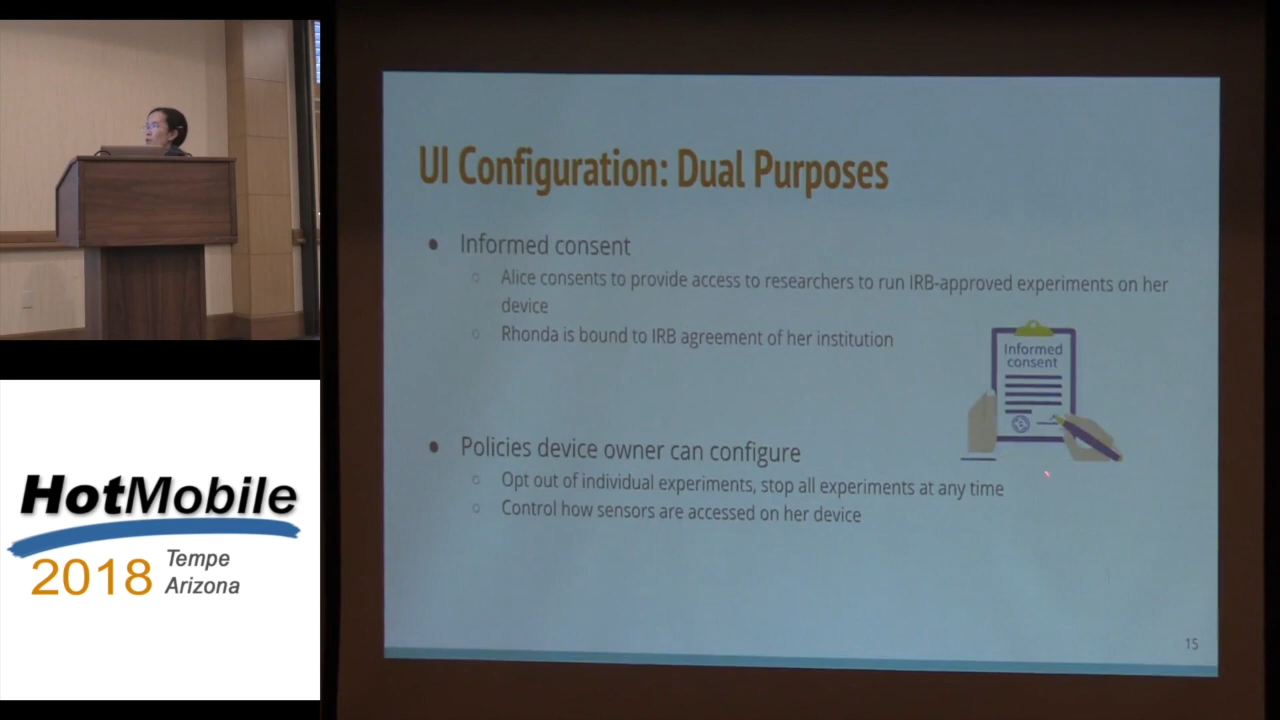 UI Configuration: Dual Purposes
● Informed consent
○ Alice consents to provide access to researchers to run IRB-approved experiments on her
device
○ Rhonda is bound to IRB agreement of her institution
Informed
consent
● Policies device owner can configure
○ Opt out of individual experiments, stop all experiments at any time
○ Control how sensors are accessed on her device
15
HotMobile
2018 Tempe
Arizona